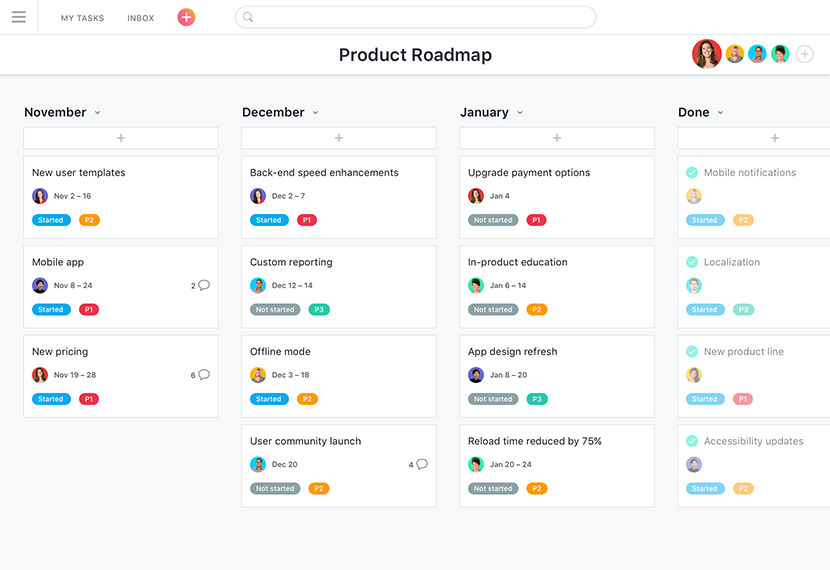 MY TASKS
INBOX
Product Roadmap
November
New user templates
Nov 2 – 16
Started P2
Mobile app
Nov 8 – 24 2
Started P1
New pricing
Nov 19 – 28 6
Started P1
December
Back-end speed enhancements
Dec 2 – 7
Started P1
Custom reporting
Dec 12 – 14
Not started P3
Offline mode
Dec 3 – 18
Started P2
User community launch
Dec 20 4
Not started P2
January
Upgrade payment options
Jan 4
Not started P1
In-product education
Jan 6 – 14
Not started P2
App design refresh
Jan 8 – 20
Not started P3
Reload time reduced by 75%
Jan 20 – 24
Not started P2
Done
Mobile notifications
Started P2
Localization
Started P3
New product line
Started P1
Accessibility updates
Started P2